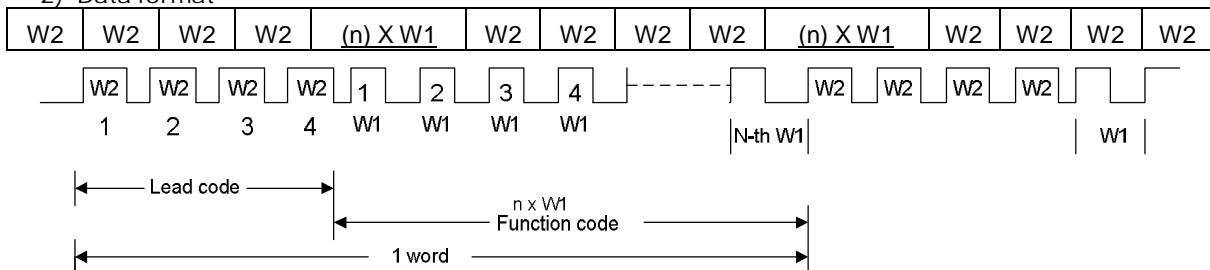 2) Data format
W2 W2 W2 W2 (n) X W1 W2 W2 W2 W2 (n) X W1 W2 W2 W2 W2
W2 W2 W2 W2 1 2 3 4 W2 W2 W2 W2
1 2 3 4 W1 W1 W1 W1 N-th W1 W1
Lead code
n x W1
Function code
1 word